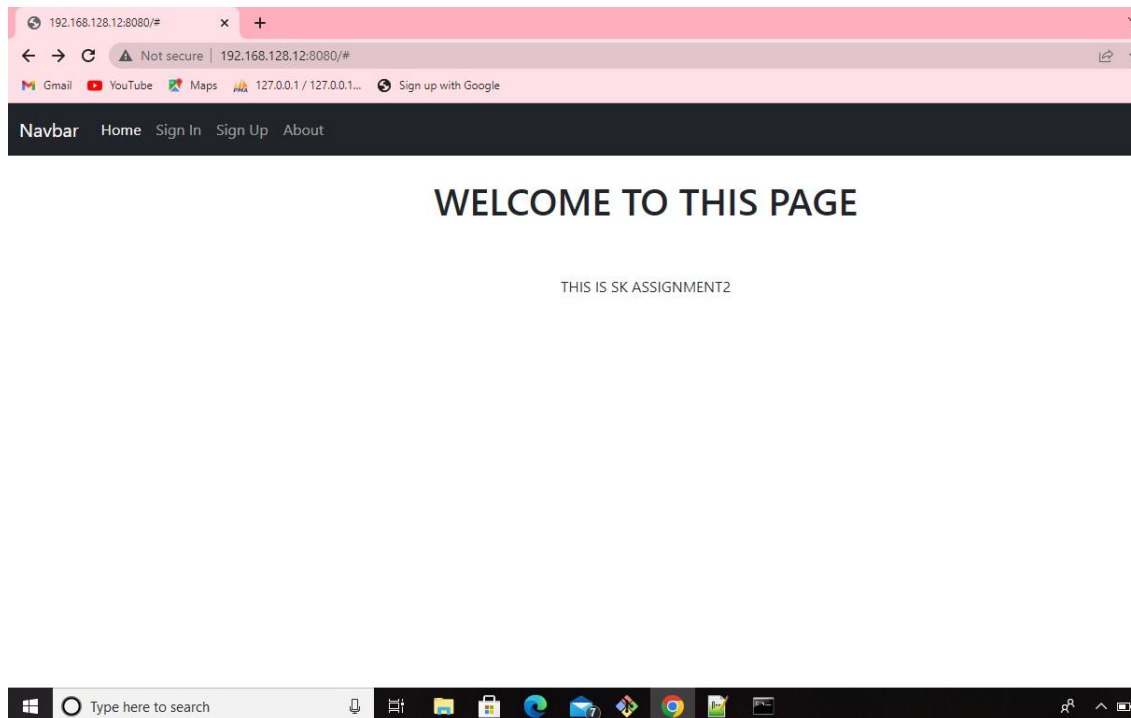 192.168.128.12:8080/#
Not secure | 192.168.128.12:8080/#
Gmail YouTube Maps 127.0.0.1 / 127.0.0.1... Sign up with Google
Navbar Home Sign In Sign Up About
WELCOME TO THIS PAGE
THIS IS SK ASSIGNMENT2
Type here to search 7